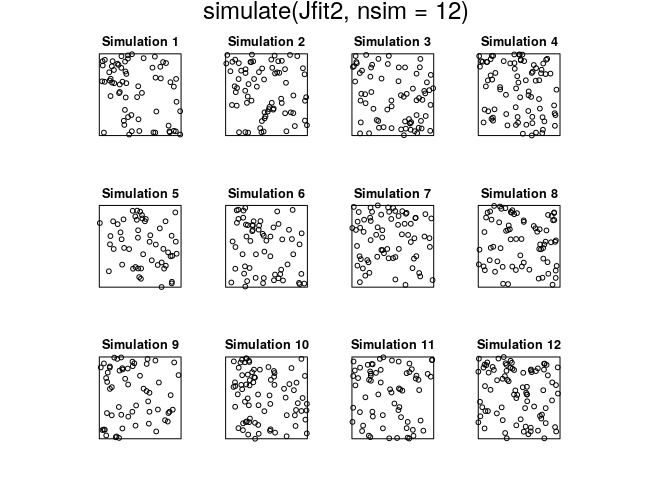 simulate(Jfit2, nsim = 12)
Simulation 1 Simulation 2 Simulation 3 Simulation 4
Simulation 5 Simulation 6 Simulation 7 Simulation 8
Simulation 9 Simulation 10 Simulation 11 Simulation 12